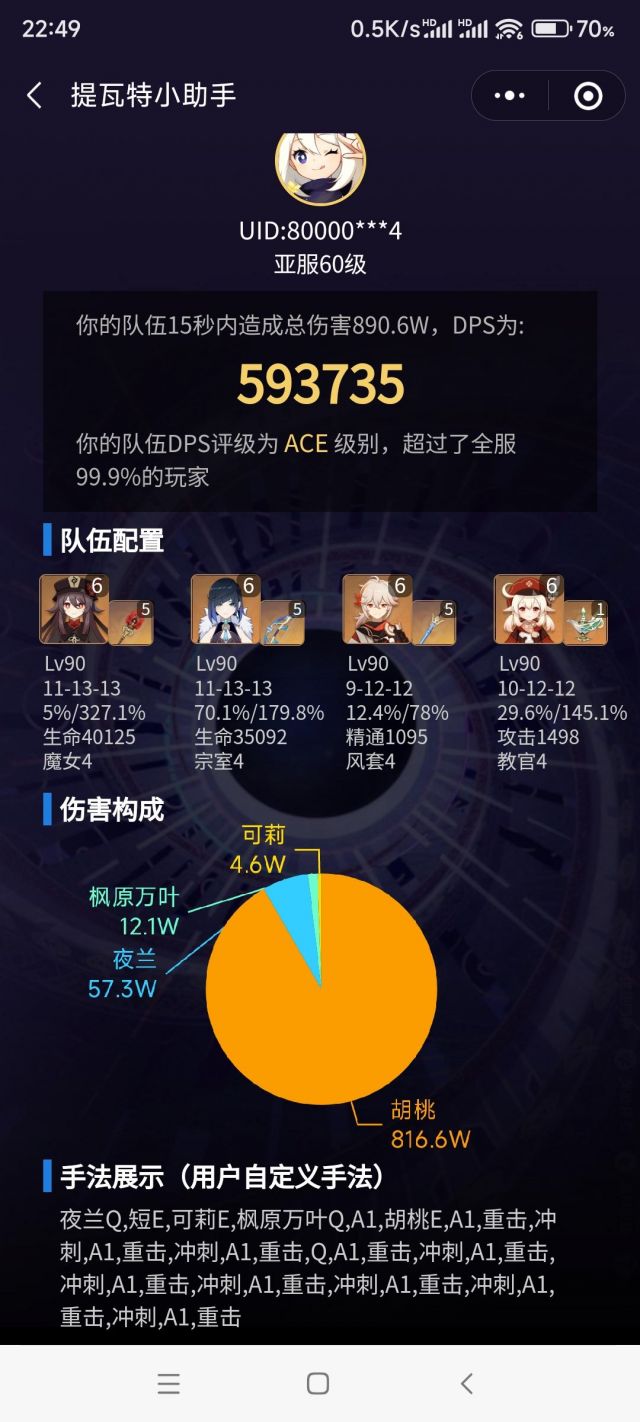 22:49
0.5K/s HD HD 6 70%
提瓦特小助手
UID:80000***4
亚服60级
你的队伍15秒内造成总伤害890.6W，DPS为:
593735
你的队伍DPS评级为 ACE 级别，超过了全服
99.9%的玩家
队伍配置
6 5 6 5 6 5 6 1
Lv90 Lv90 Lv90 Lv90
11-13-13 11-13-13 9-12-12 10-12-12
5%/327.1% 70.1%/179.8% 12.4%/78% 29.6%/145.1%
生命40125 生命35092 精通1095 攻击1498
魔女4 宗室4 风套4 教官4
伤害构成
可莉
4.6W
枫原万叶
12.1W
夜兰
57.3W
胡桃
816.6W
手法展示（用户自定义手法）
夜兰Q,短E,可莉E,枫原万叶Q,A1,胡桃E,A1,重击,冲
刺,A1,重击,冲刺,A1,重击,Q,A1,重击,冲刺,A1,重击,
冲刺,A1,重击,冲刺,A1,重击,冲刺,A1,重击,冲刺,A1,
重击,冲刺,A1,重击